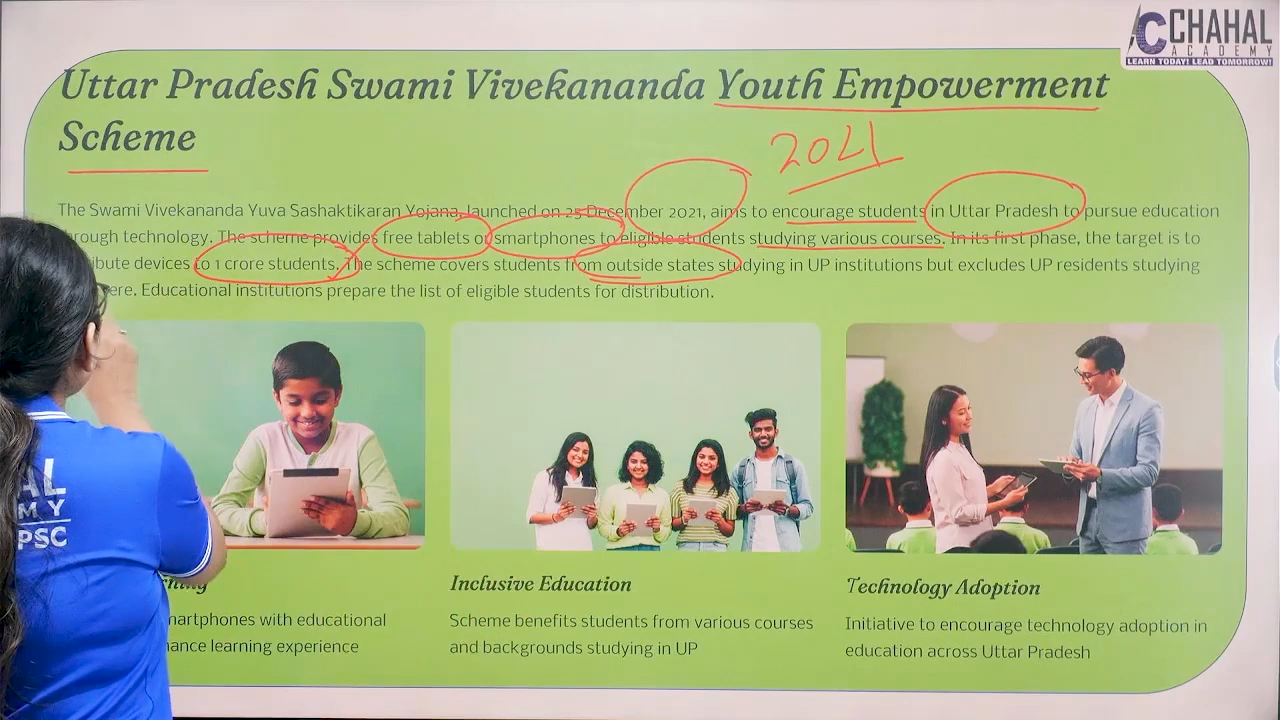 CHAHAL
ACADEMY
LEARN TODAY! LEAD TOMORROW!
Uttar Pradesh Swami Vivekananda Youth Empowerment
Scheme
2021
The Swami Vivekananda Yuva Sashaktikaran Yojana, launched on 25 December 2021, aims to encourage students in Uttar Pradesh to pursue education
through technology. The scheme provides free tablets or smartphones to eligible students studying various courses. In its first phase, the target is to
to 1 crore students. The scheme covers students from outside states studying in UP institutions but excludes UP residents studying
Educational institutions prepare the list of eligible students for distribution.
Inclusive Education
Scheme benefits students from various courses
and backgrounds studying in UP
Technology Adoption
Initiative to encourage technology adoption in
education across Uttar Pradesh
with educational
learning experience
PSC